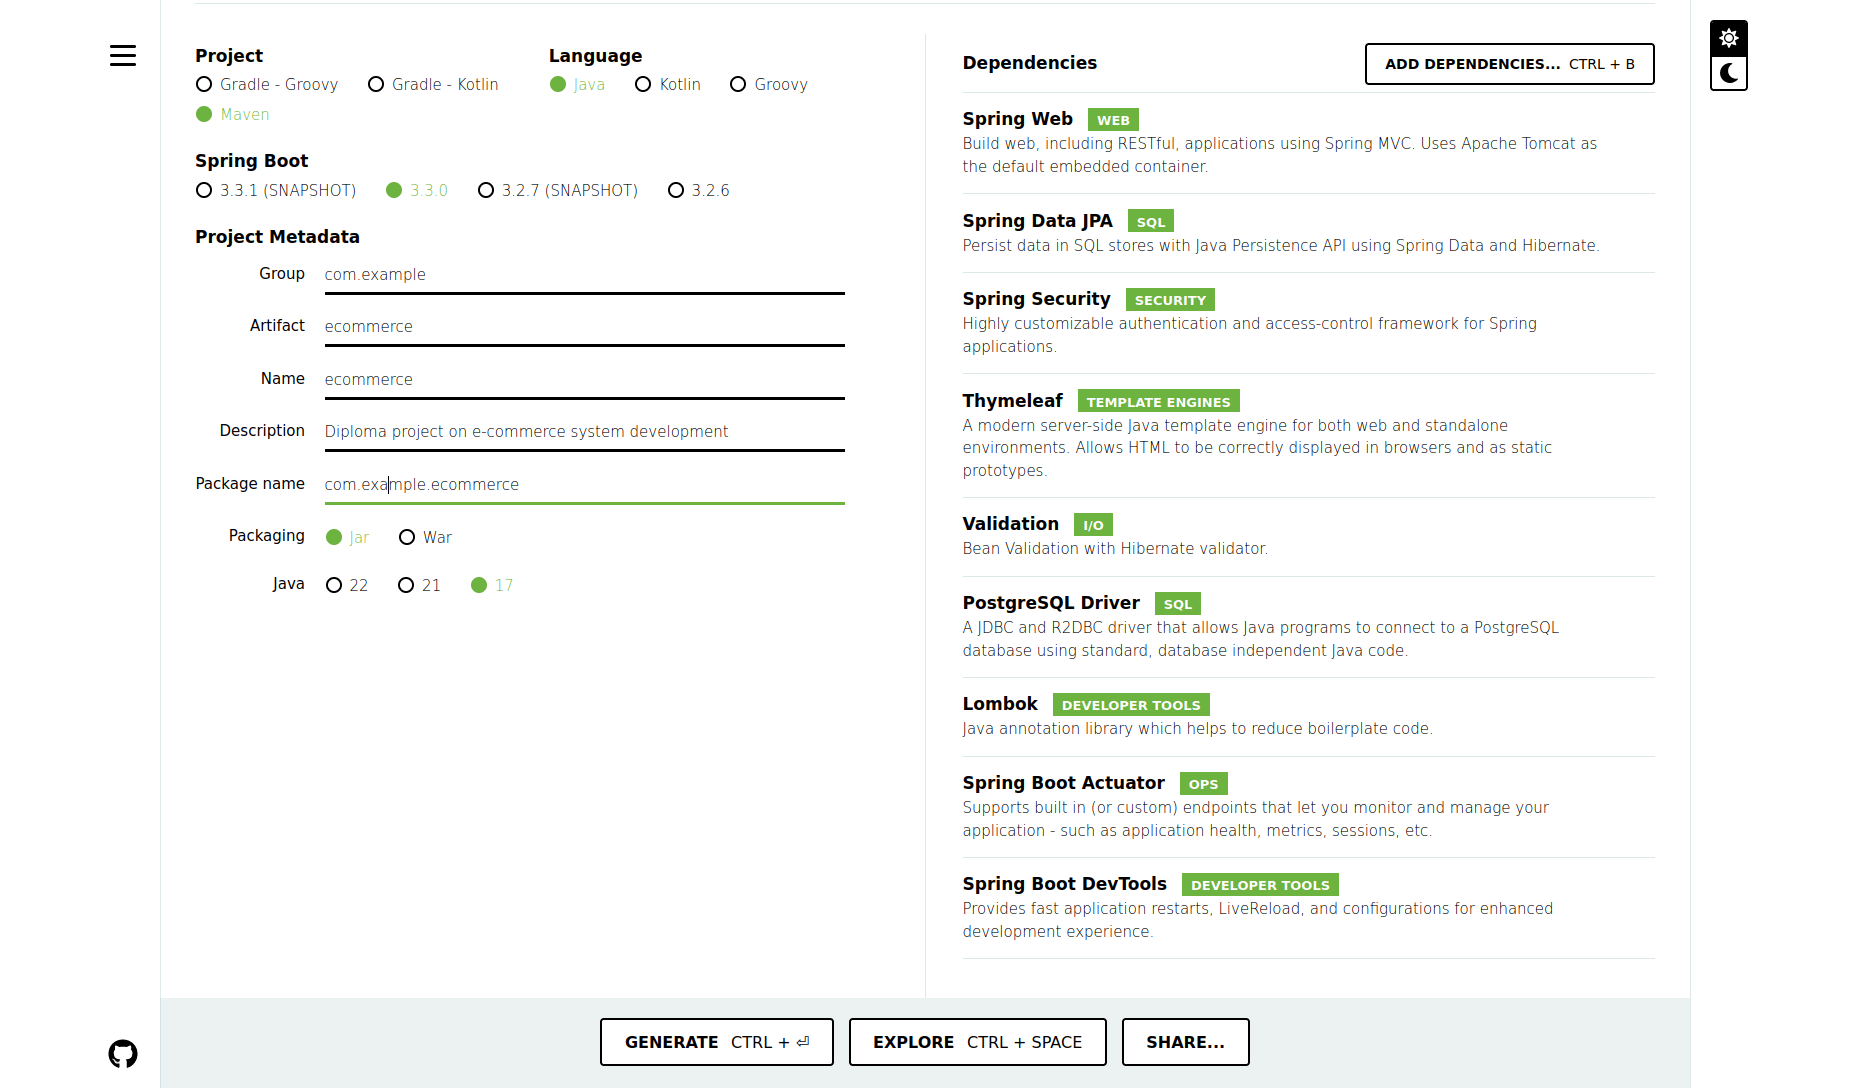 Project
Gradle - Groovy Gradle - Kotlin
Maven
Language
Java Kotlin Groovy
Spring Boot
3.3.1 (SNAPSHOT) 3.3.0 3.2.7 (SNAPSHOT) 3.2.6
Project Metadata
Group com.example
Artifact ecommerce
Name ecommerce
Description Diploma project on e-commerce system development
Package name com.example.ecommerce
Packaging Jar War
Java 22 21 17
Dependencies
ADD DEPENDENCIES... CTRL + B
Spring Web WEB
Build web, including RESTful, applications using Spring MVC. Uses Apache Tomcat as
the default embedded container.
Spring Data JPA SQL
Persist data in SQL stores with Java Persistence API using Spring Data and Hibernate.
Spring Security SECURITY
Highly customizable authentication and access-control framework for Spring
applications.
Thymeleaf TEMPLATE ENGINES
A modern server-side Java template engine for both web and standalone
environments. Allows HTML to be correctly displayed in browsers and as static
prototypes.
Validation I/O
Bean Validation with Hibernate validator.
PostgreSQL Driver SQL
A JDBC and R2DBC driver that allows Java programs to connect to a PostgreSQL
database using standard, database independent Java code.
Lombok DEVELOPER TOOLS
Java annotation library which helps to reduce boilerplate code.
Spring Boot Actuator OPS
Supports built in (or custom) endpoints that let you monitor and manage your
application - such as application health, metrics, sessions, etc.
Spring Boot DevTools DEVELOPER TOOLS
Provides fast application restarts, LiveReload, and configurations for enhanced
development experience.
GENERATE CTRL + ⏎
EXPLORE CTRL + SPACE
SHARE...